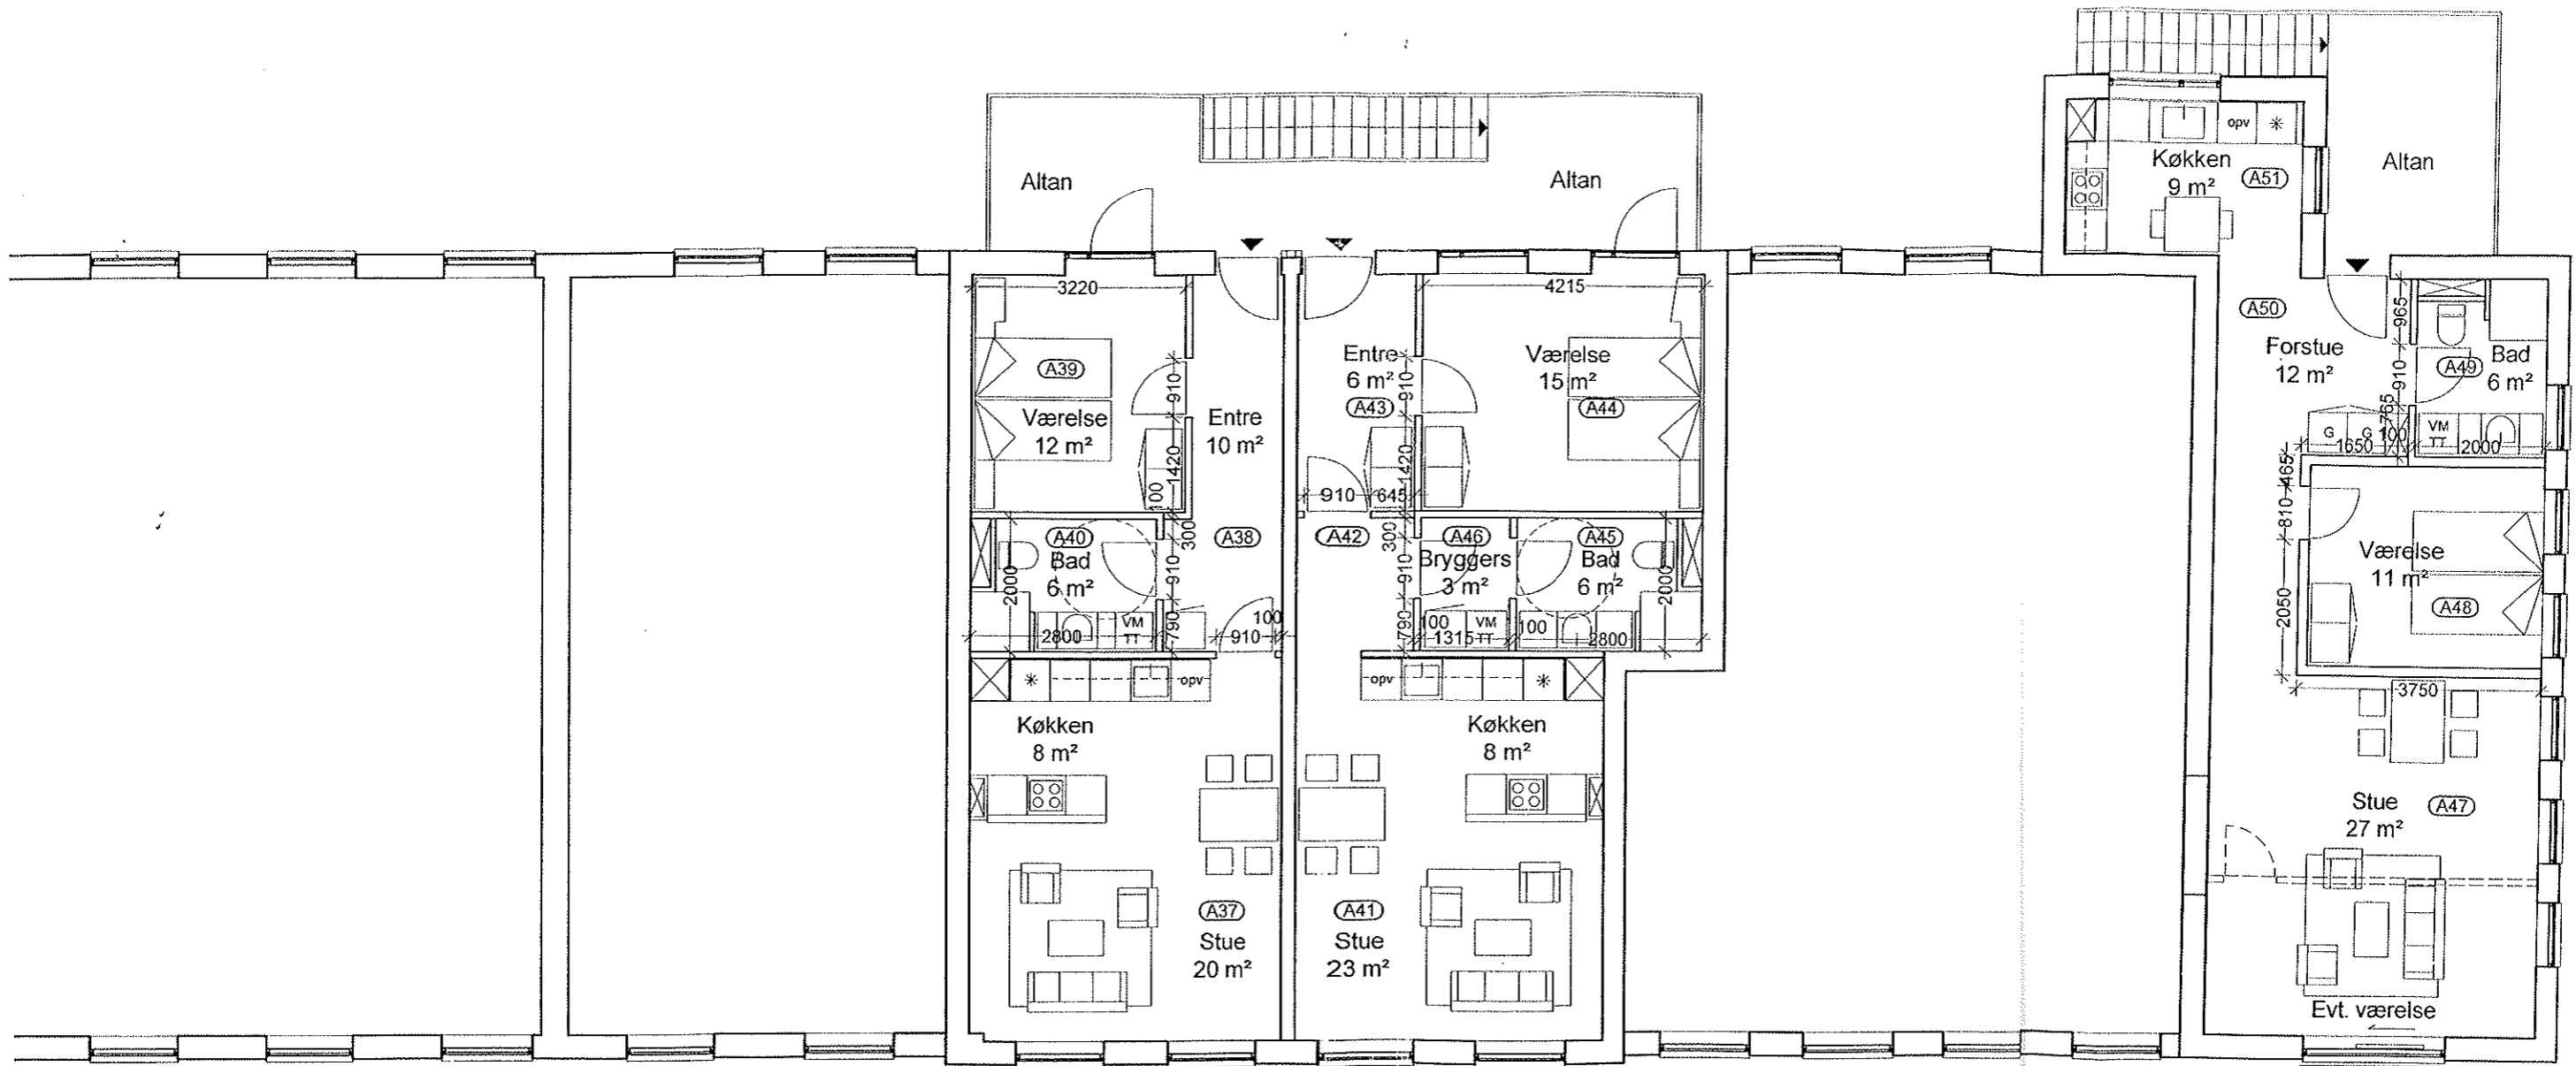 Altan
Altan
Altan
opv
Køkken
9 m²
A51
3220
A39
Værelse
12 m²
910
1420
100
Entre
10 m²
A38
300
A40
Bad
6 m²
2000
910
790
2800
VM
TT
910
100
opv
Køkken
8 m²
A37
Stue
20 m²
Entre
6 m²
A43
910
1420
910
645
A42
300
4215
Værelse
15 m²
A44
A46
Bryggers
3 m²
910
790
100
1315
VM
TT
A45
Bad
6 m²
2000
100
2800
opv
Køkken
8 m²
A41
Stue
23 m²
A50
Forstue
12 m²
965
910
765
A49
Bad
6 m²
G
G
1650
100
VM
TT
2000
465
810
2050
Værelse
11 m²
A48
3750
Stue
27 m²
A47
Evt. værelse